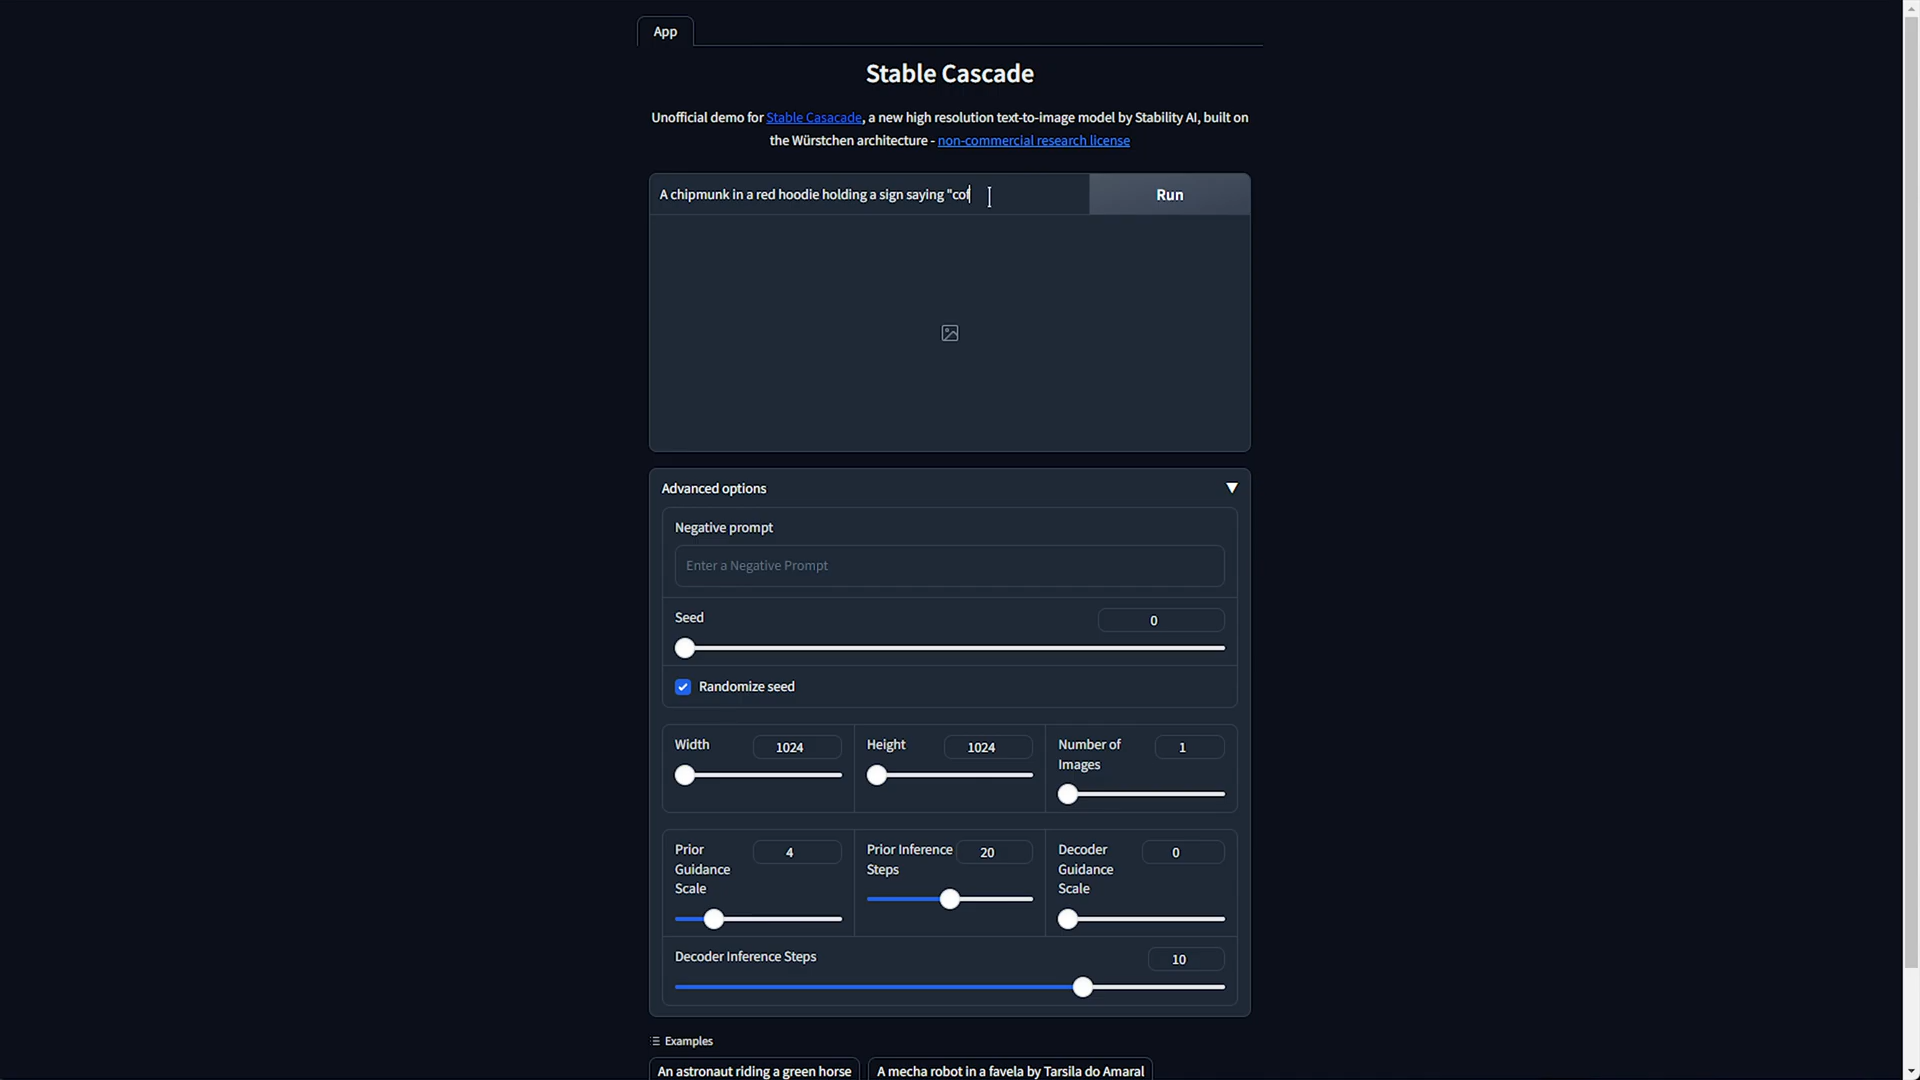 App
Stable Cascade
Unofficial demo for Stable Casacade, a new high resolution text-to-image model by Stability AI, built on
the Würstchen architecture - non-commercial research license
A chipmunk in a red hoodie holding a sign saying "cof
Run
Advanced options
Negative prompt
Enter a Negative Prompt
Seed
0
Randomize seed
Width
1024
Height
1024
Number of
Images
1
Prior
Guidance
Scale
4
Prior Inference
Steps
20
Decoder
Guidance
Scale
0
Decoder Inference Steps
10
Examples
An astronaut riding a green horse
A mecha robot in a favela by Tarsila do Amaral